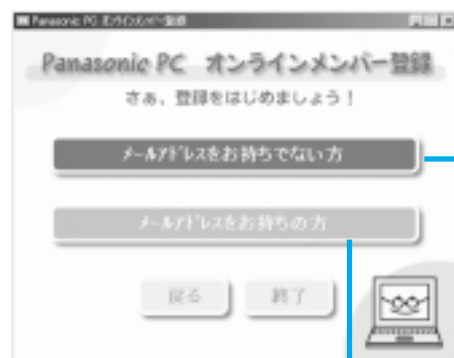 Panasonic PC オンラインメンバー登録
Panasonic PC オンラインメンバー登録
さぁ、登録をはじめましょう！
メールアドレスをお持ちでない方
メールアドレスをお持ちの方
戻る
終了